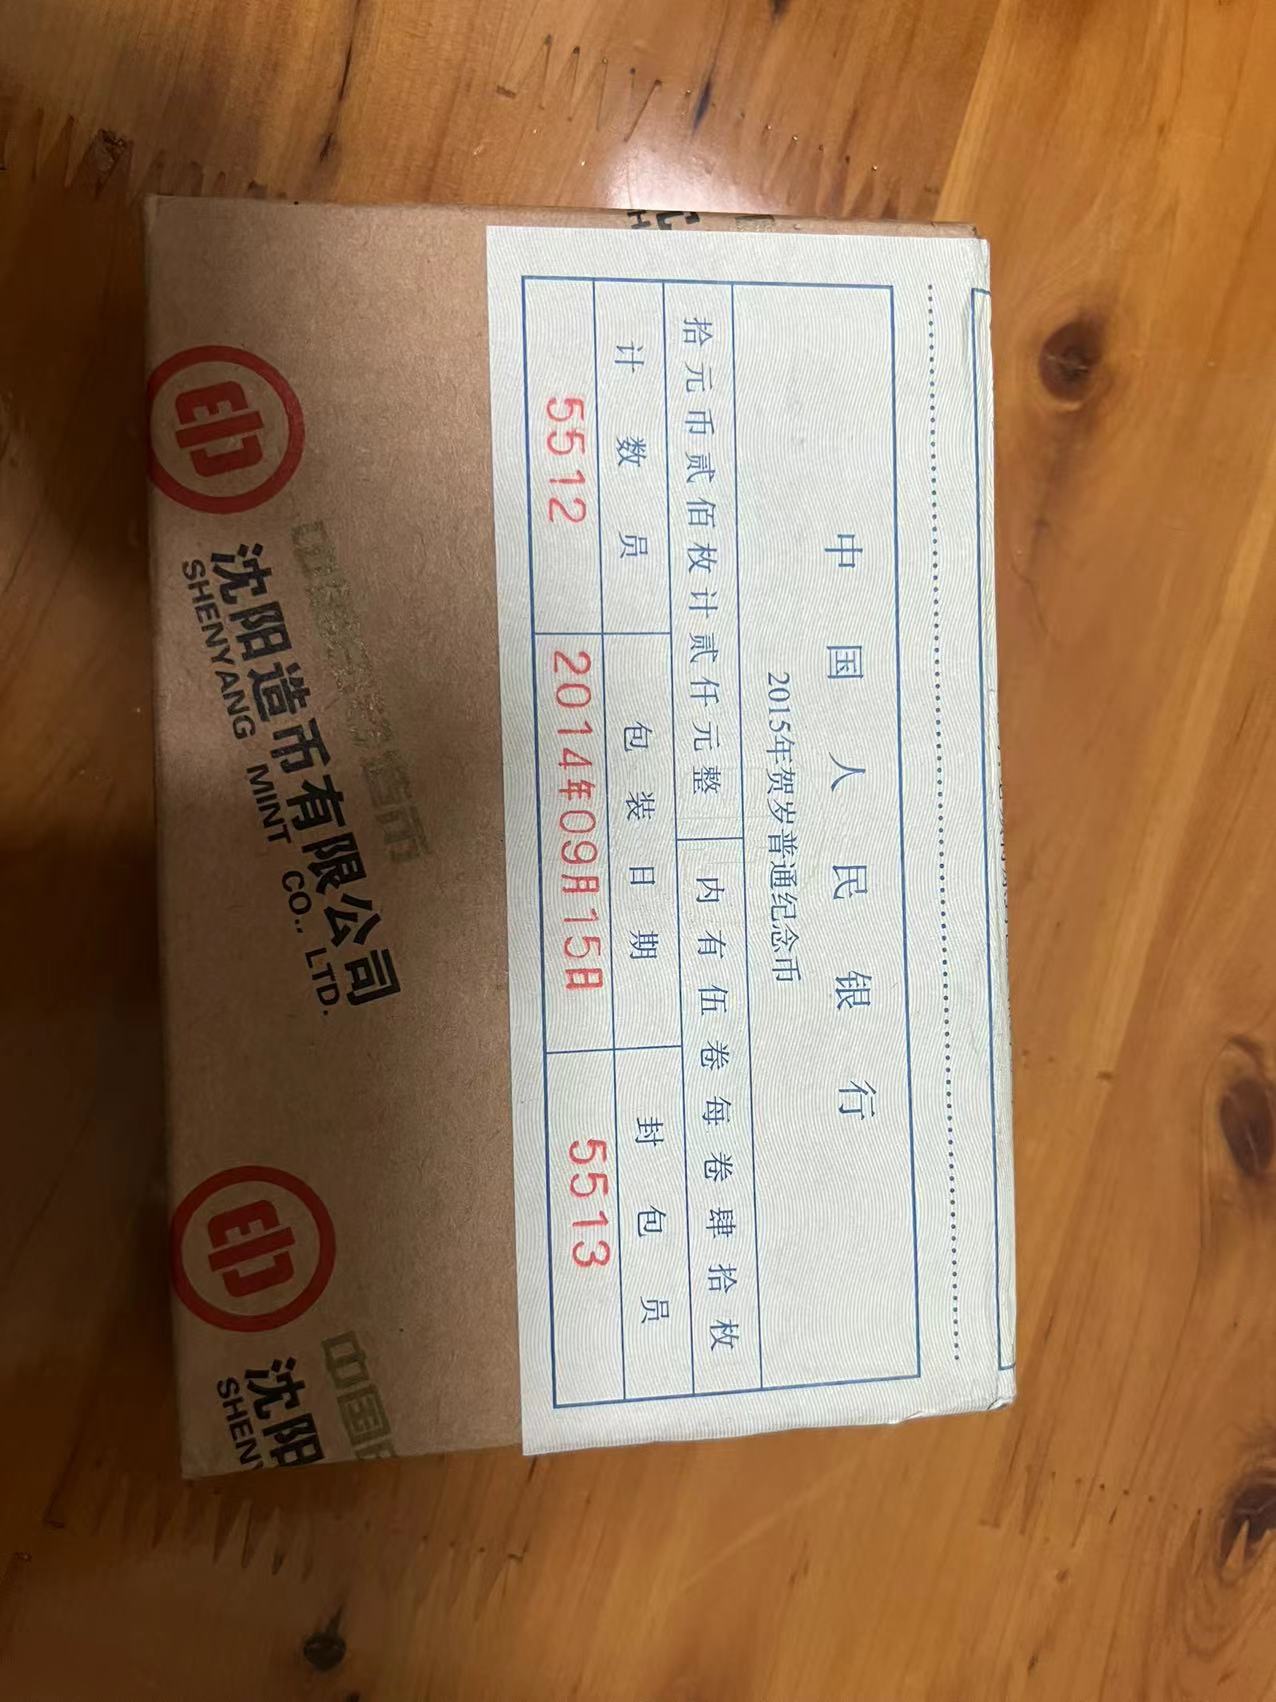 中国人民银行
2015年贺岁普通纪念币
拾元币贰佰枚计贰仟元整 内有伍卷每卷肆拾枚
计数员 包装日期 封包员
5512 2014年09月15日 5513
沈阳造币有限公司
SHENYANG MINT CO., LTD.
中国
沈阳
SHEN